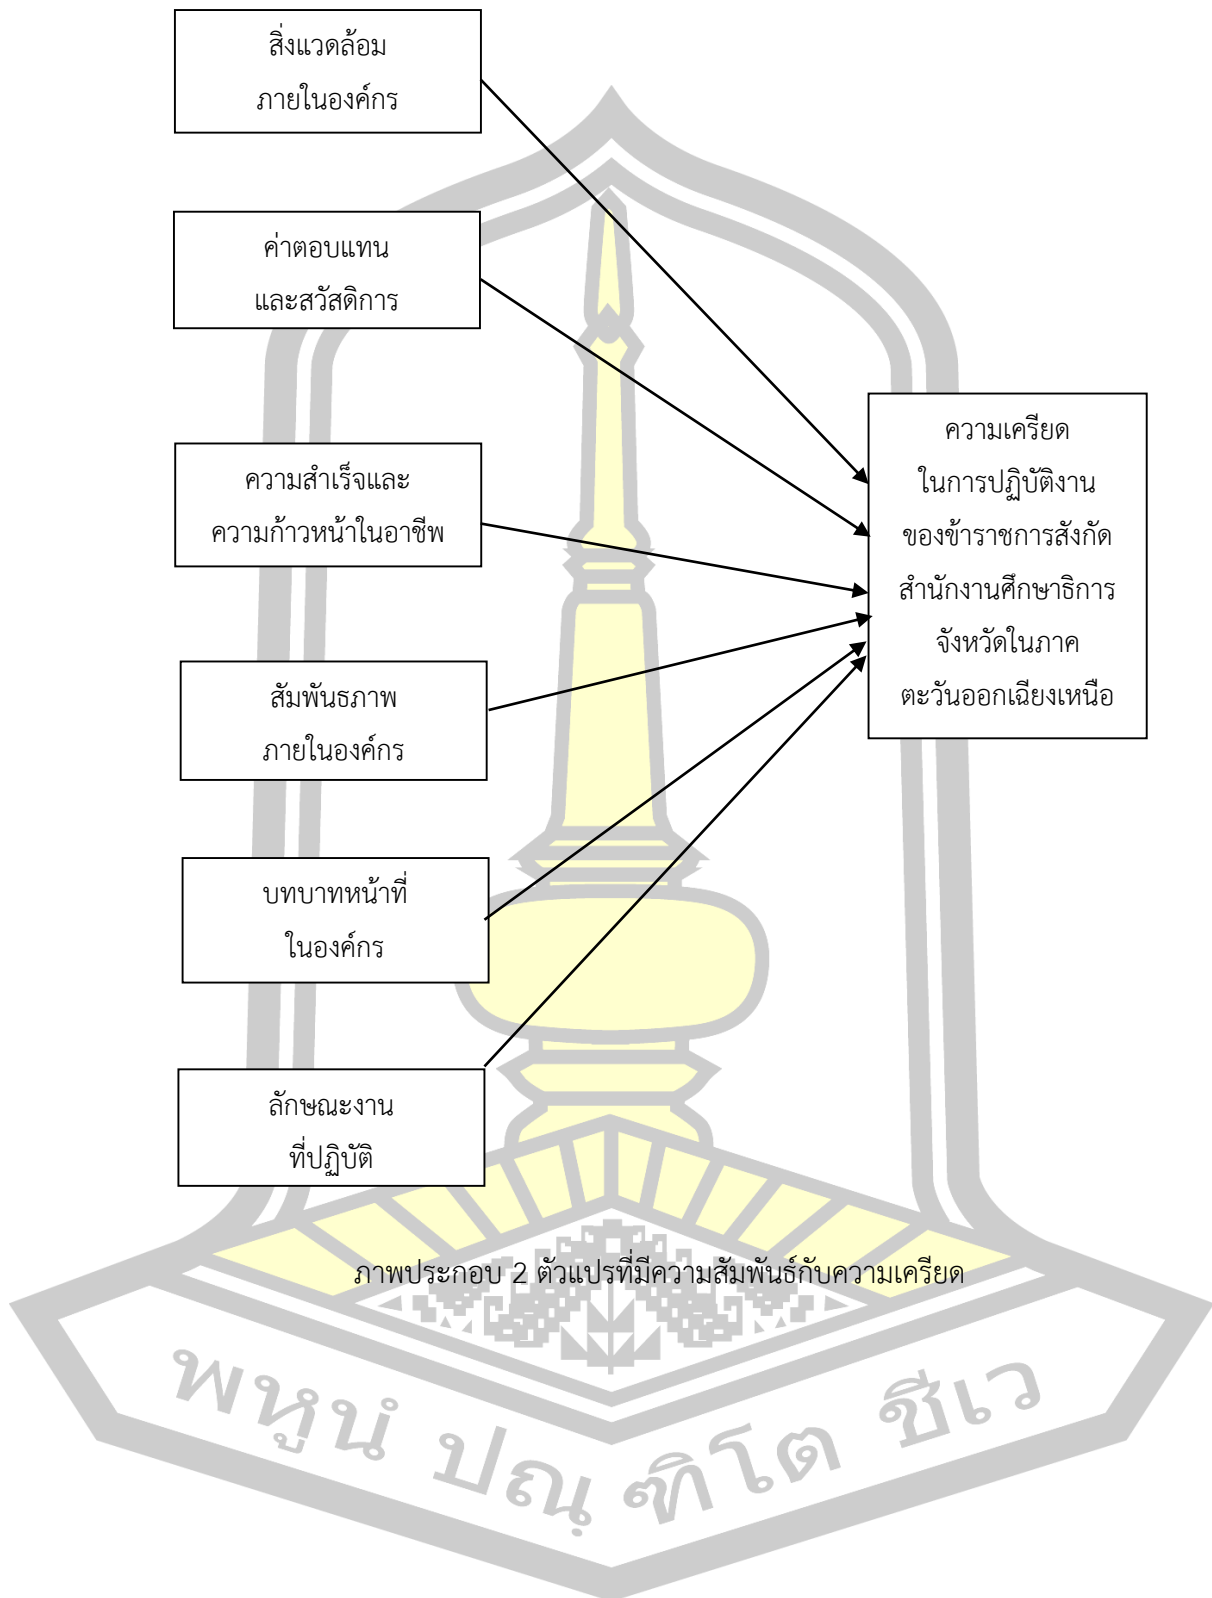 สิ่งแวดล้อม
ภายในองค์กร
ค่าตอบแทน
และสวัสดิการ
ความสำเร็จและ
ความก้าวหน้าในอาชีพ
สัมพันธภาพ
ภายในองค์กร
บทบาทหน้าที่
ในองค์กร
ลักษณะงาน
ที่ปฏิบัติ
ความเครียด
ในการปฏิบัติงาน
ของข้าราชการสังกัด
สำนักงานศึกษาธิการ
จังหวัดในภาค
ตะวันออกเฉียงเหนือ
ภาพประกอบ 2 ตัวแปรที่มีความสัมพันธ์กับความเครียด
พหูนํ ปณฺฑิโต ชีเว